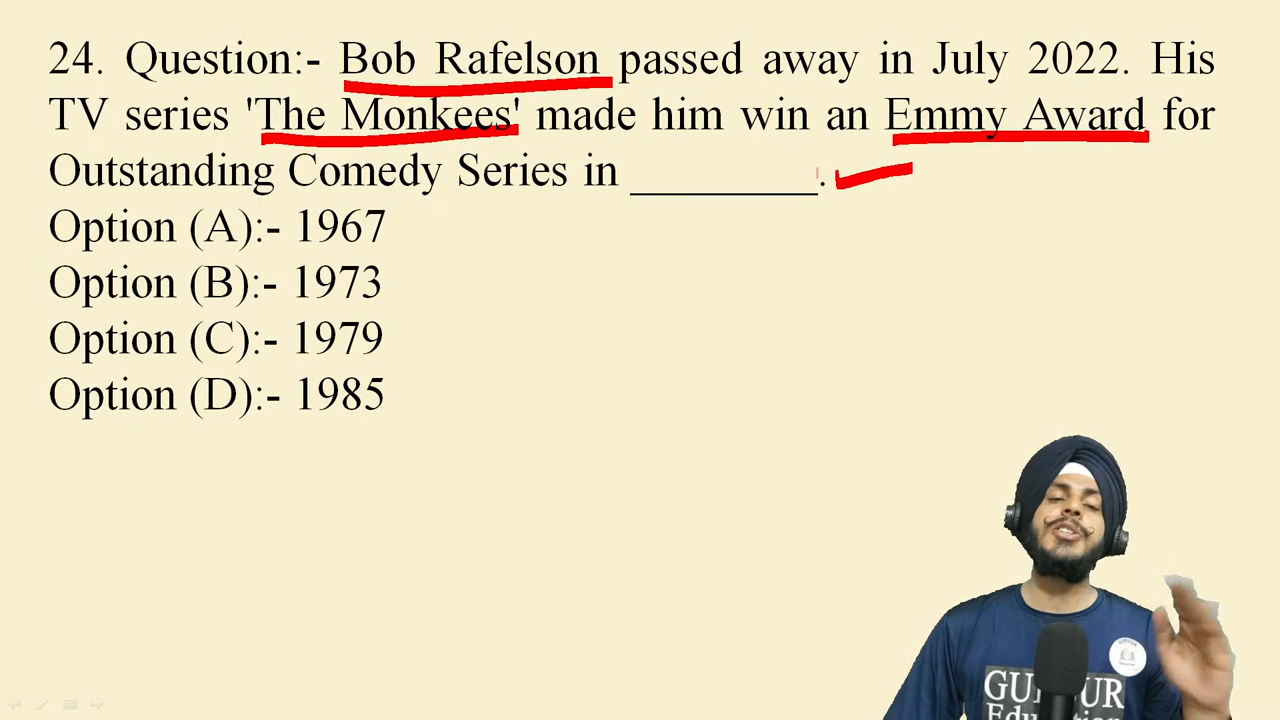 24. Question:- Bob Rafelson passed away in July 2022. His
TV series 'The Monkees' made him win an Emmy Award for
Outstanding Comedy Series in ________.
Option (A):- 1967
Option (B):- 1973
Option (C):- 1979
Option (D):- 1985